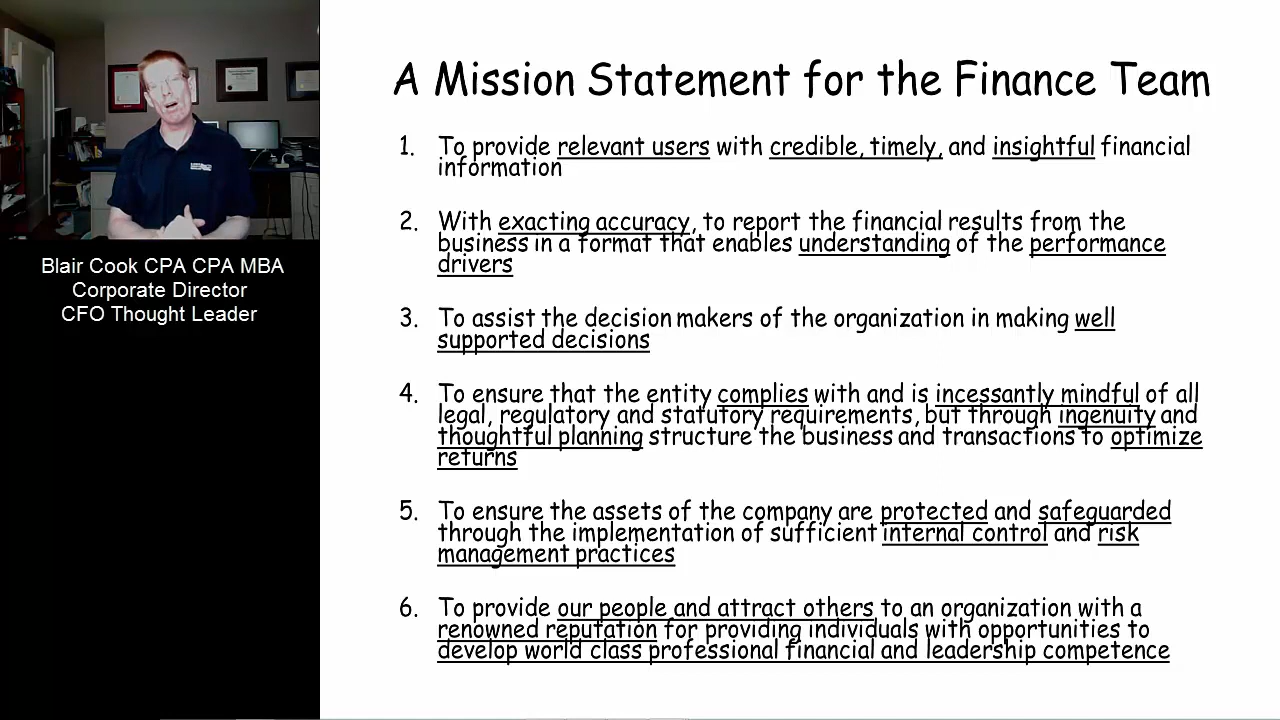 A Mission Statement for the Finance Team
1. To provide relevant users with credible, timely, and insightful financial
information
2. With exacting accuracy, to report the financial results from the
business in a format that enables understanding of the performance
drivers
3. To assist the decision makers of the organization in making well
supported decisions
4. To ensure that the entity complies with and is incessantly mindful of all
legal, regulatory and statutory requirements, but through ingenuity and
thoughtful planning structure the business and transactions to optimize
returns
5. To ensure the assets of the company are protected and safeguarded
through the implementation of sufficient internal control and risk
management practices
6. To provide our people and attract others to an organization with a
renowned reputation for providing individuals with opportunities to
develop world class professional financial and leadership competence
Blair Cook CPA CPA MBA
Corporate Director
CFO Thought Leader